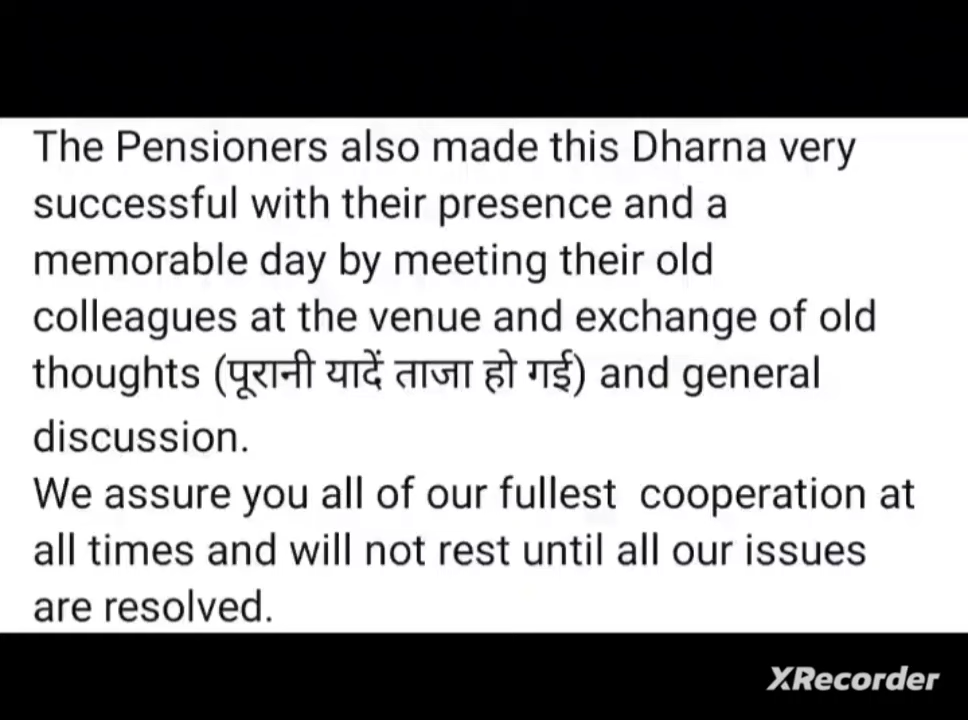 The Pensioners also made this Dharna very
successful with their presence and a
memorable day by meeting their old
colleagues at the venue and exchange of old
thoughts (पूरानी यादें ताजा हो गई) and general
discussion.
We assure you all of our fullest  cooperation at
all times and will not rest until all our issues
are resolved.
XRecorder